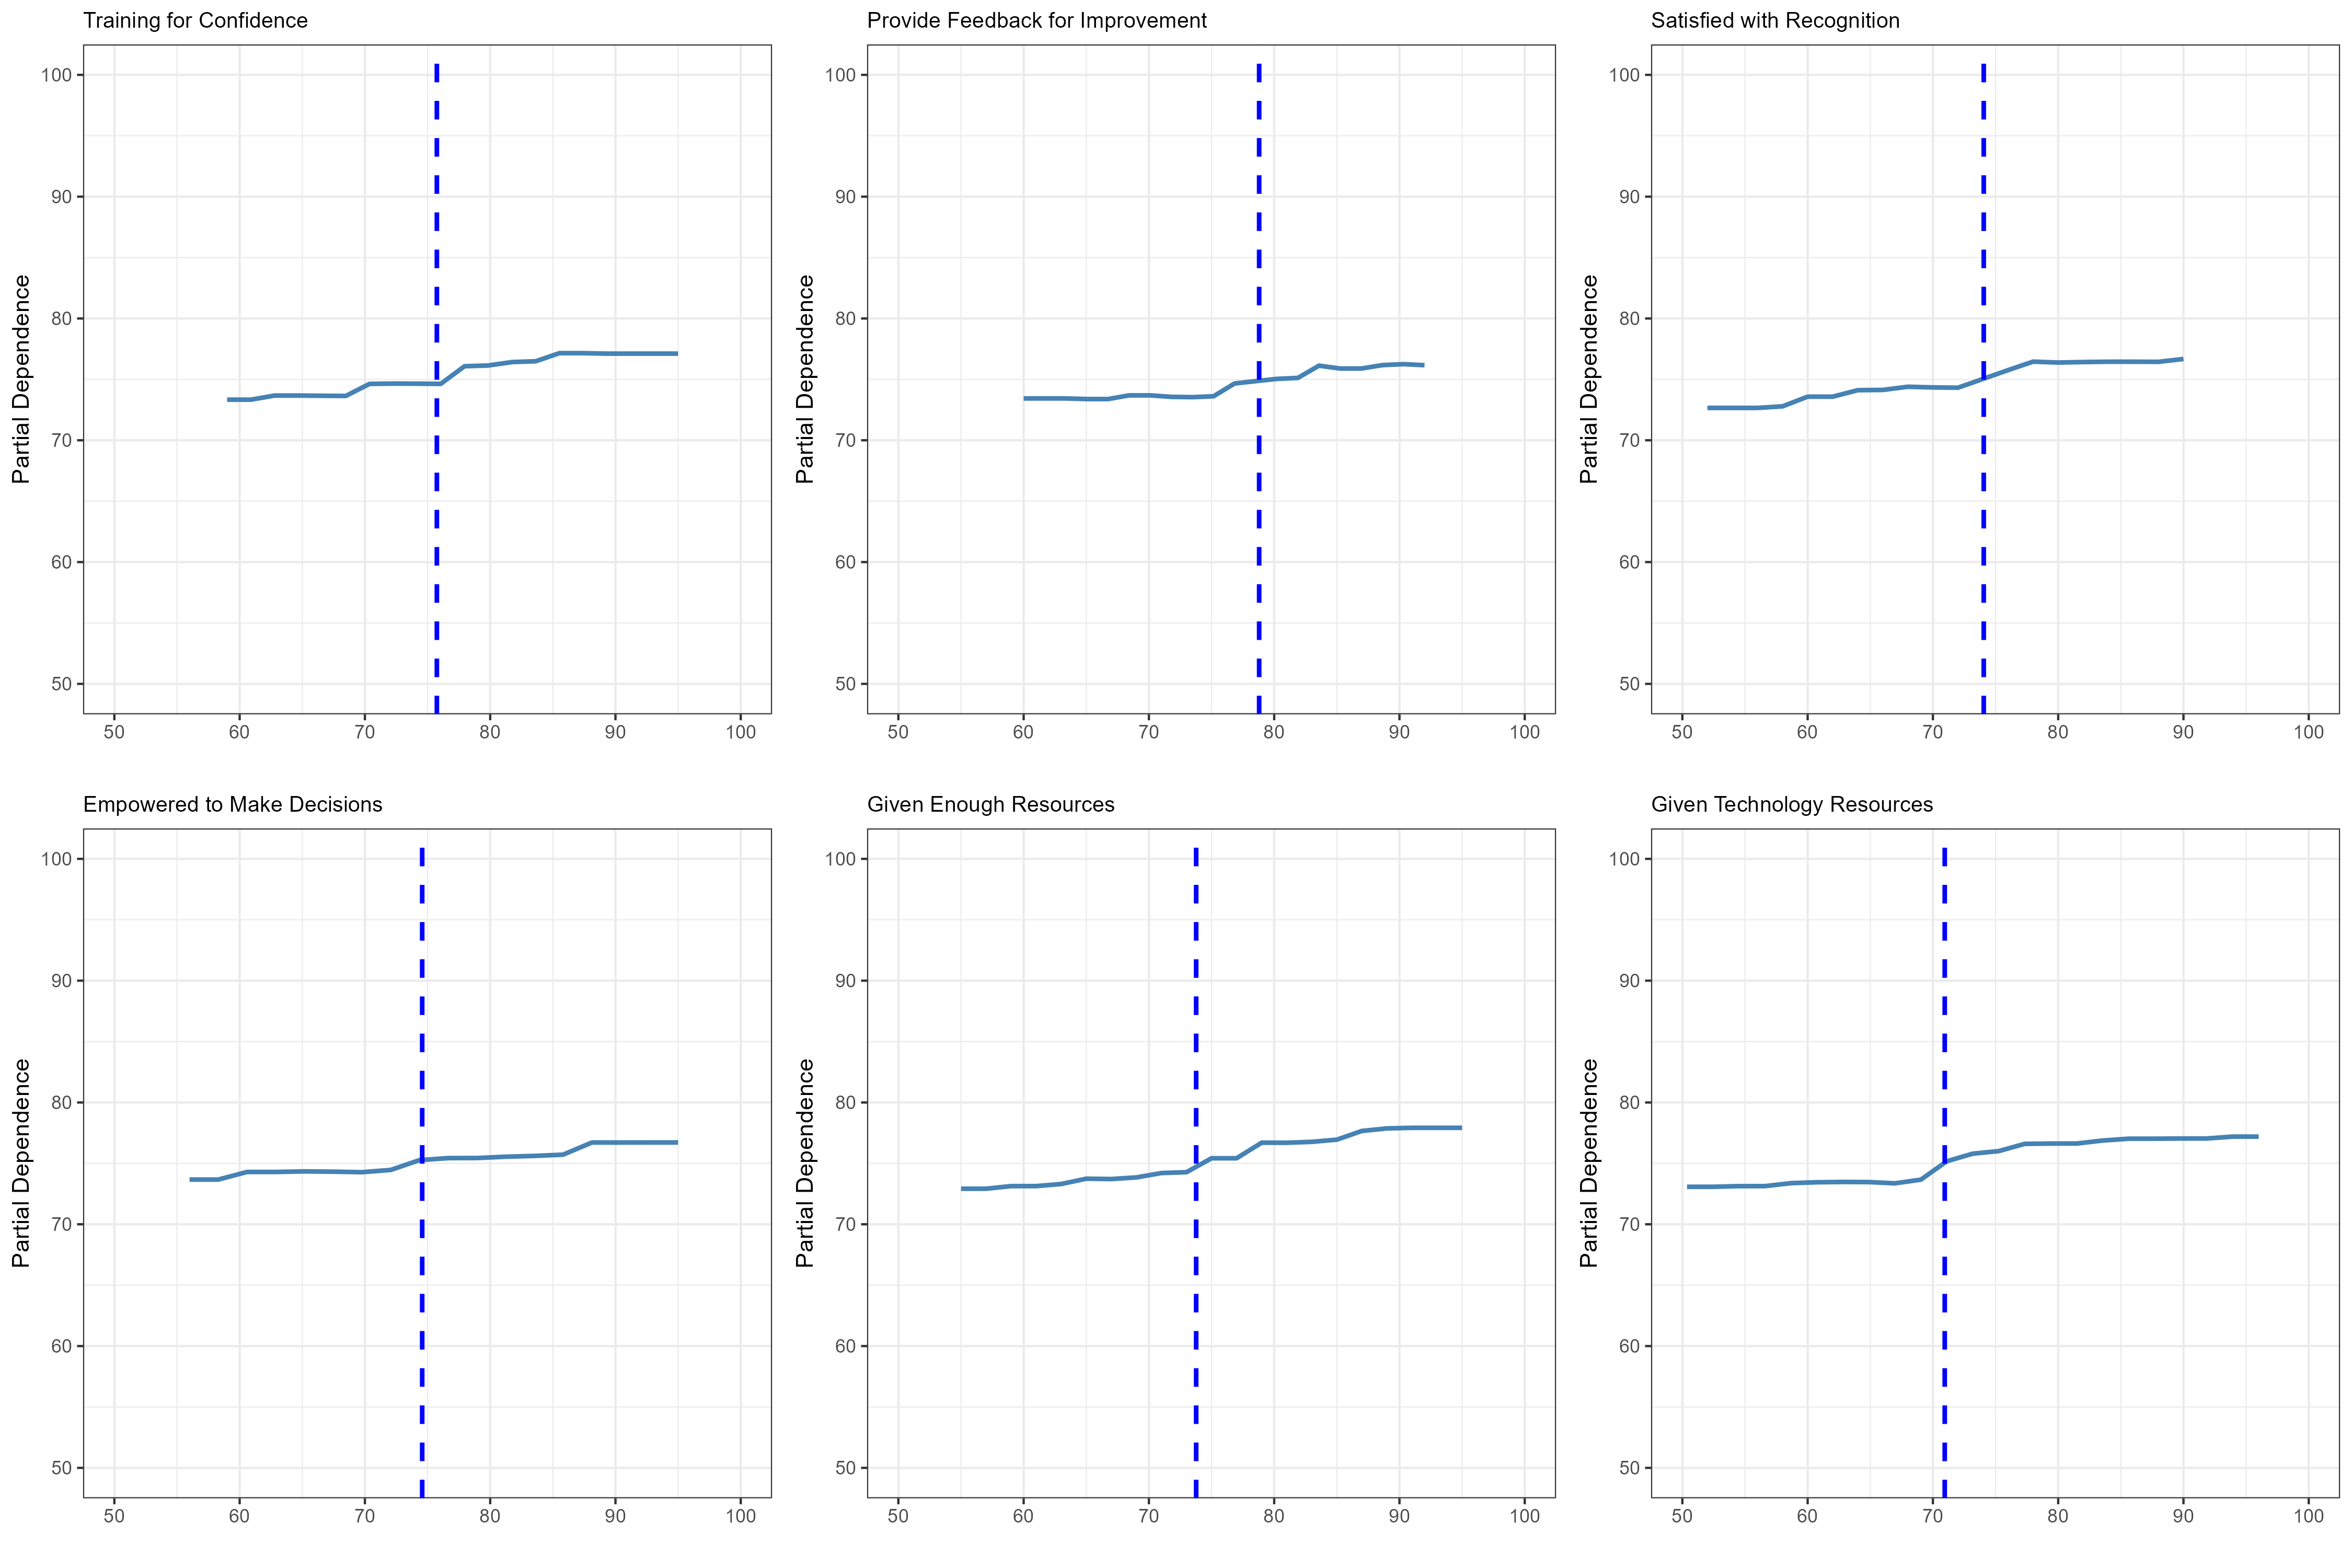 Training for Confidence
Provide Feedback for Improvement
Satisfied with Recognition
Partial Dependence
100
90
80
70
60
50
50 60 70 80 90 100
Partial Dependence
100
90
80
70
60
50
50 60 70 80 90 100
Partial Dependence
100
90
80
70
60
50
50 60 70 80 90 100
Empowered to Make Decisions
Given Enough Resources
Given Technology Resources
Partial Dependence
100
90
80
70
60
50
50 60 70 80 90 100
Partial Dependence
100
90
80
70
60
50
50 60 70 80 90 100
Partial Dependence
100
90
80
70
60
50
50 60 70 80 90 100